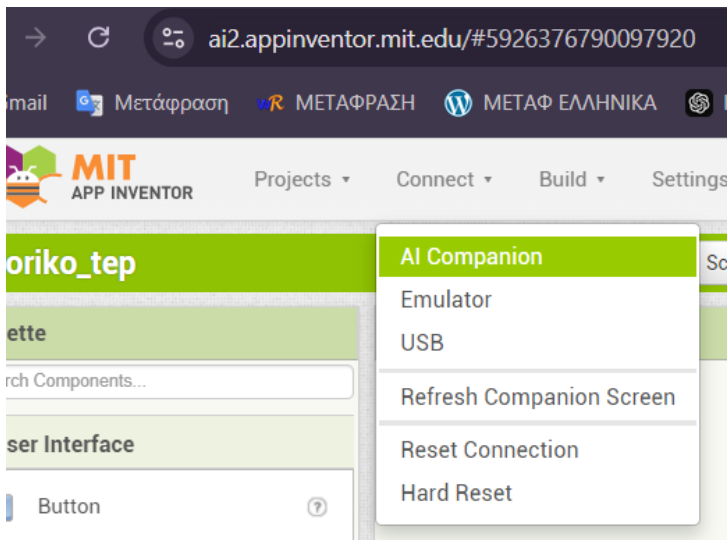 ai2.appinventor.mit.edu/#5926376790097920
mail Μετάφραση VR ΜΕΤΑΦΡΑΣΗ ΜΕΤΑΦ ΕΛΛΗΝΙΚΑ
MIT
APP INVENTOR
Projects Connect Build Settings
oriko_tep
AI Companion
Sc
Emulator
ette
USB
rch Components...
Refresh Companion Screen
ser Interface
Reset Connection
Hard Reset
Button ?